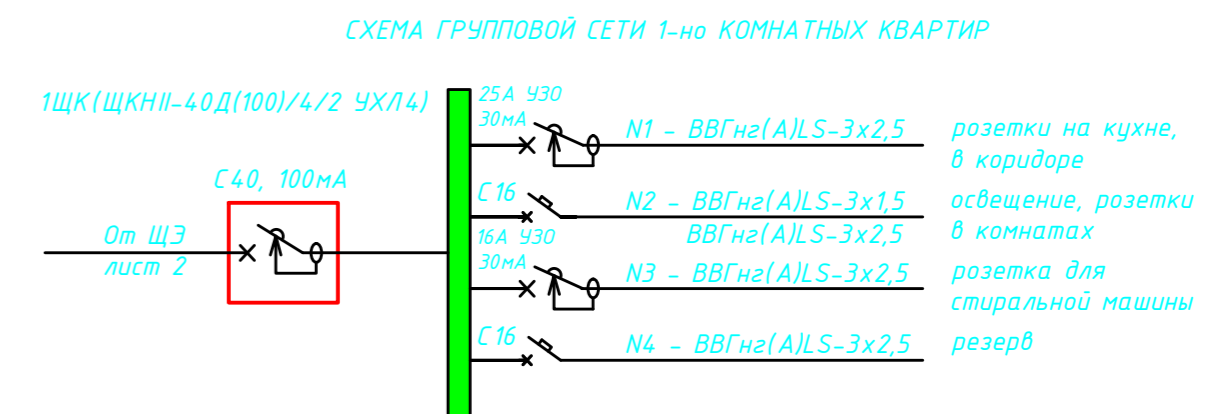 СХЕМА ГРУППОВОЙ СЕТИ 1-но КОМНАТНЫХ КВАРТИР
1ЩК(ЩКНII-40Д(100)/4/2 УХЛ4)
С40, 100мА
От ЩЭ
лист 2
25А УЗО
30мА
N1 - ВВГнг(А)LS-3х2,5
розетки на кухне,
в коридоре
С16
N2 - ВВГнг(А)LS-3х1,5
ВВГнг(А)LS-3х2,5
освещение, розетки
в комнатах
16А УЗО
30мА
N3 - ВВГнг(А)LS-3х2,5
розетка для
стиральной машины
С16
N4 - ВВГнг(А)LS-3х2,5
резерв